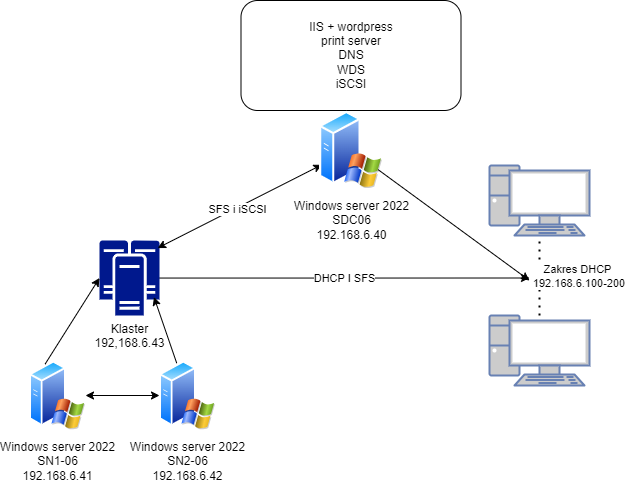 IIS + wordpress
print server
DNS
WDS
iSCSI
Windows server 2022
SDC06
192.168.6.40
SFS i iSCSI
Zakres DHCP
192.168.6.100-200
DHCP I SFS
Klaster
192,168.6.43
Windows server 2022
SN1-06
192.168.6.41
Windows server 2022
SN2-06
192.168.6.42